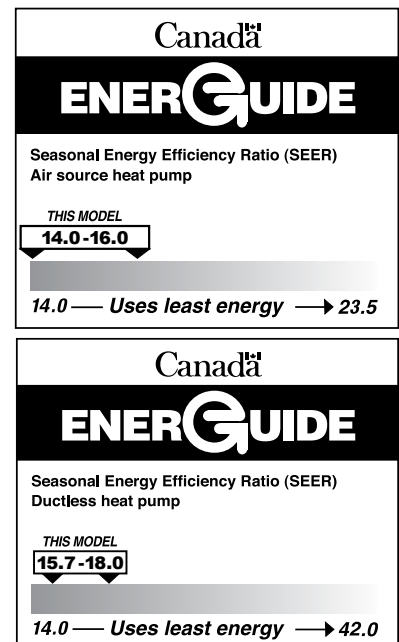 Canada
ENERGUIDE
Seasonal Energy Efficiency Ratio (SEER)
Air source heat pump
THIS MODEL
14.0-16.0
14.0 — Uses least energy → 23.5
Canada
ENERGUIDE
Seasonal Energy Efficiency Ratio (SEER)
Ductless heat pump
THIS MODEL
15.7-18.0
14.0 — Uses least energy → 42.0